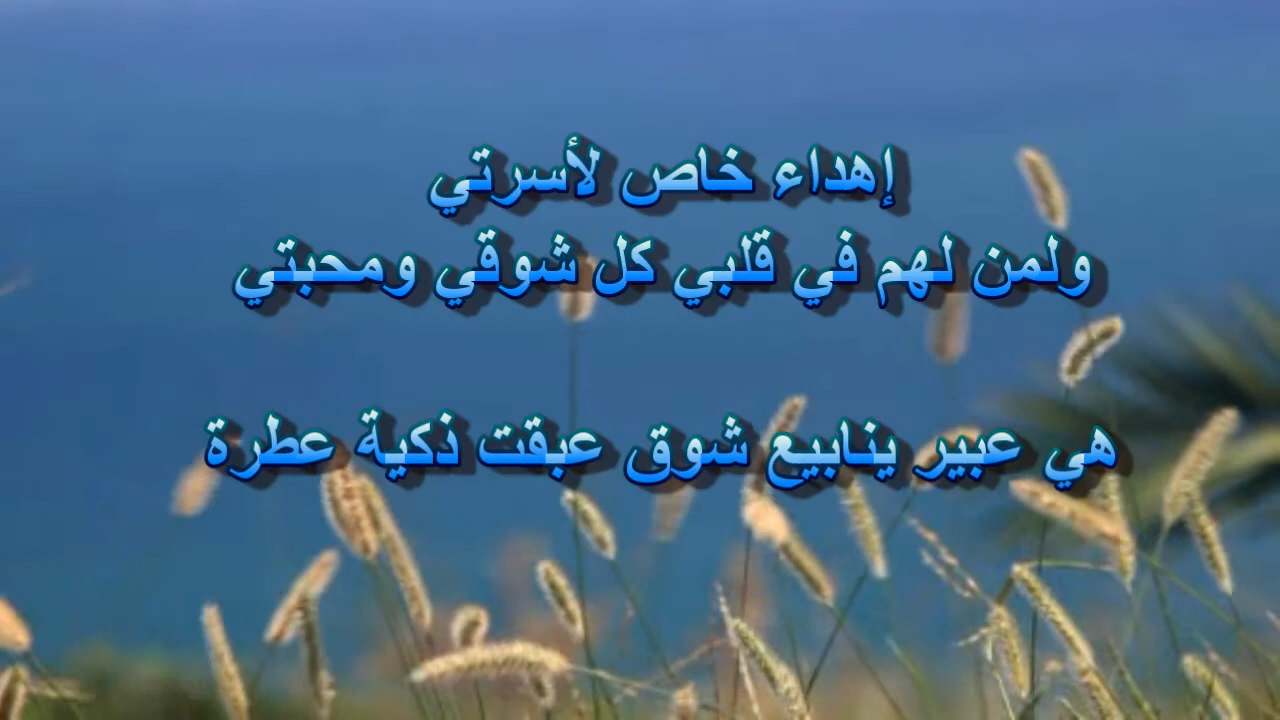 إهداء خاص لأسرتي
ولمن لهم في قلبي كل شوقي ومحبتي
هي عبير ينابيع شوق عبقت ذكية عطرة